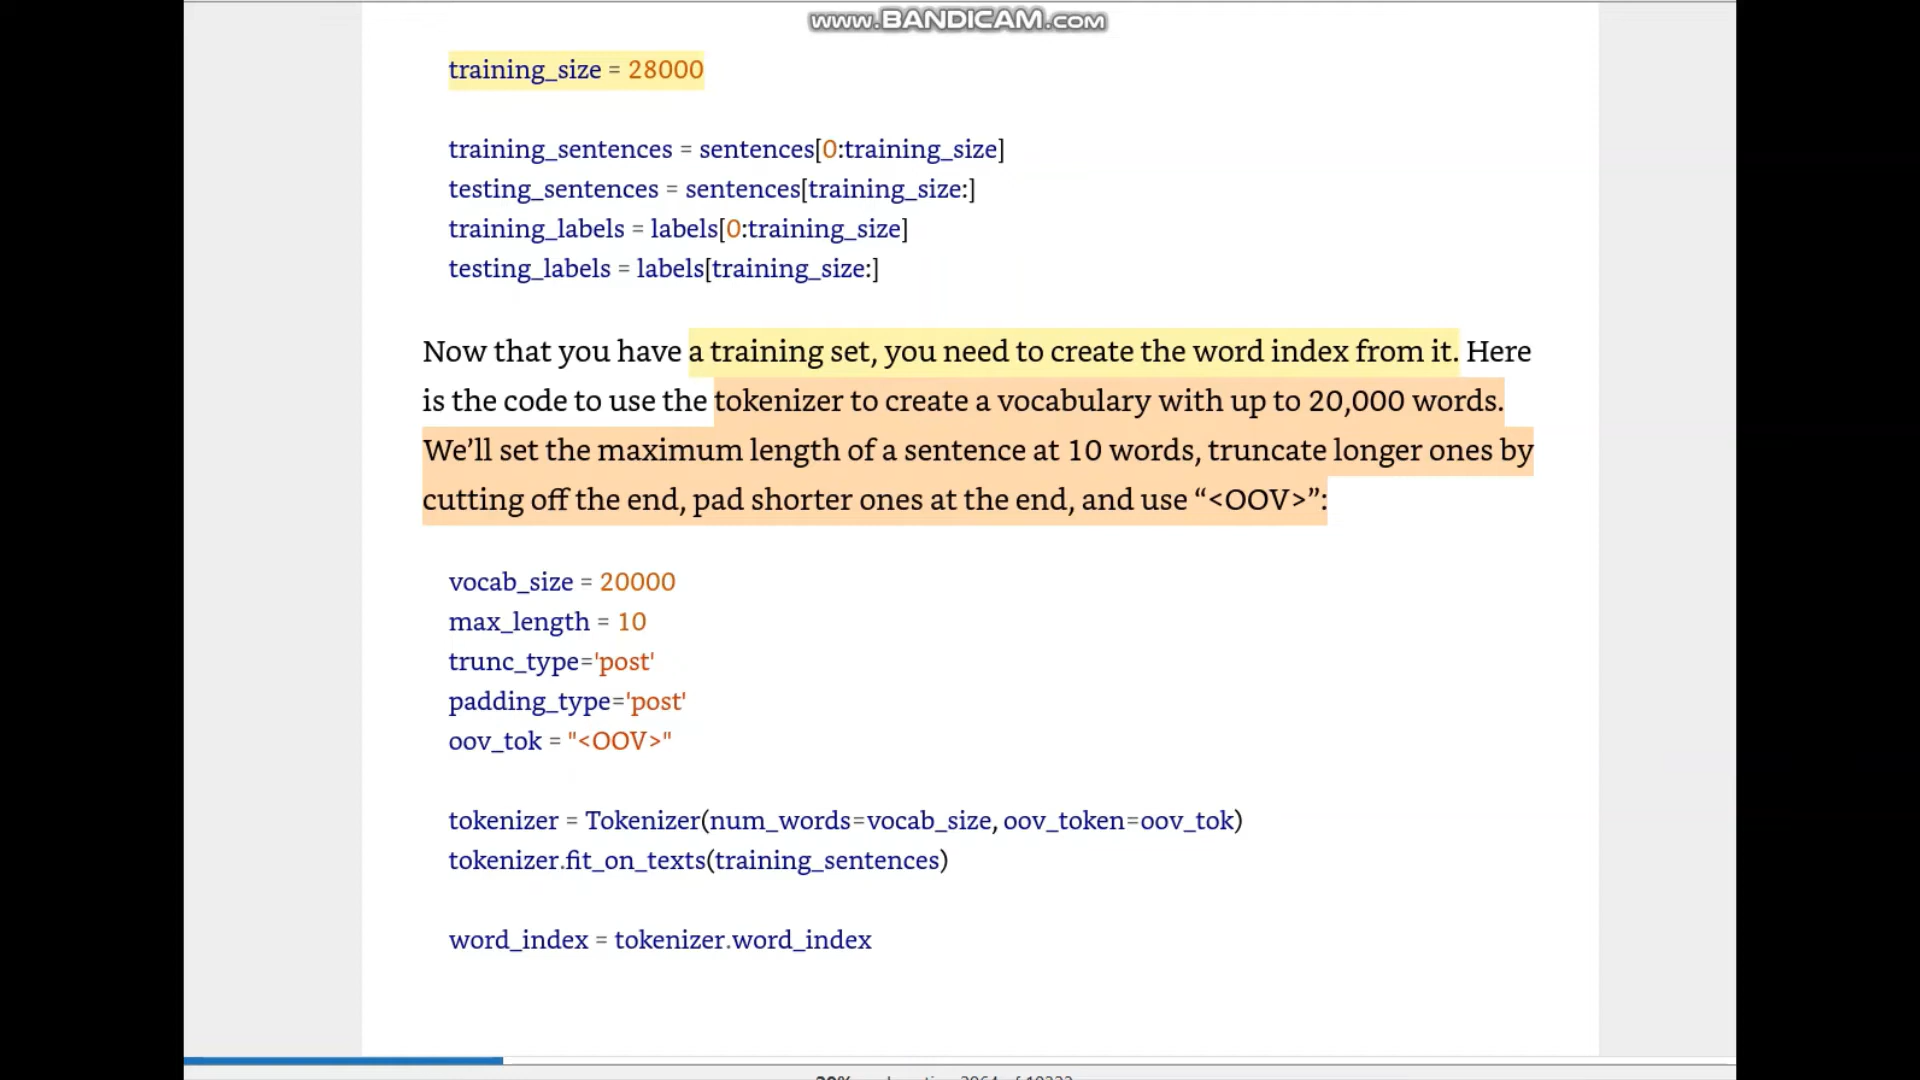 www.BANDICAM.com
training_size = 28000
training_sentences = sentences[0:training_size]
testing_sentences = sentences[training_size:]
training_labels = labels[0:training_size]
testing_labels = labels[training_size:]
Now that you have a training set, you need to create the word index from it. Here
is the code to use the tokenizer to create a vocabulary with up to 20,000 words.
We’ll set the maximum length of a sentence at 10 words, truncate longer ones by
cutting off the end, pad shorter ones at the end, and use “<OOV>”:
vocab_size = 20000
max_length = 10
trunc_type='post'
padding_type='post'
oov_tok = "<OOV>"
tokenizer = Tokenizer(num_words=vocab_size, oov_token=oov_tok)
tokenizer.fit_on_texts(training_sentences)
word_index = tokenizer.word_index